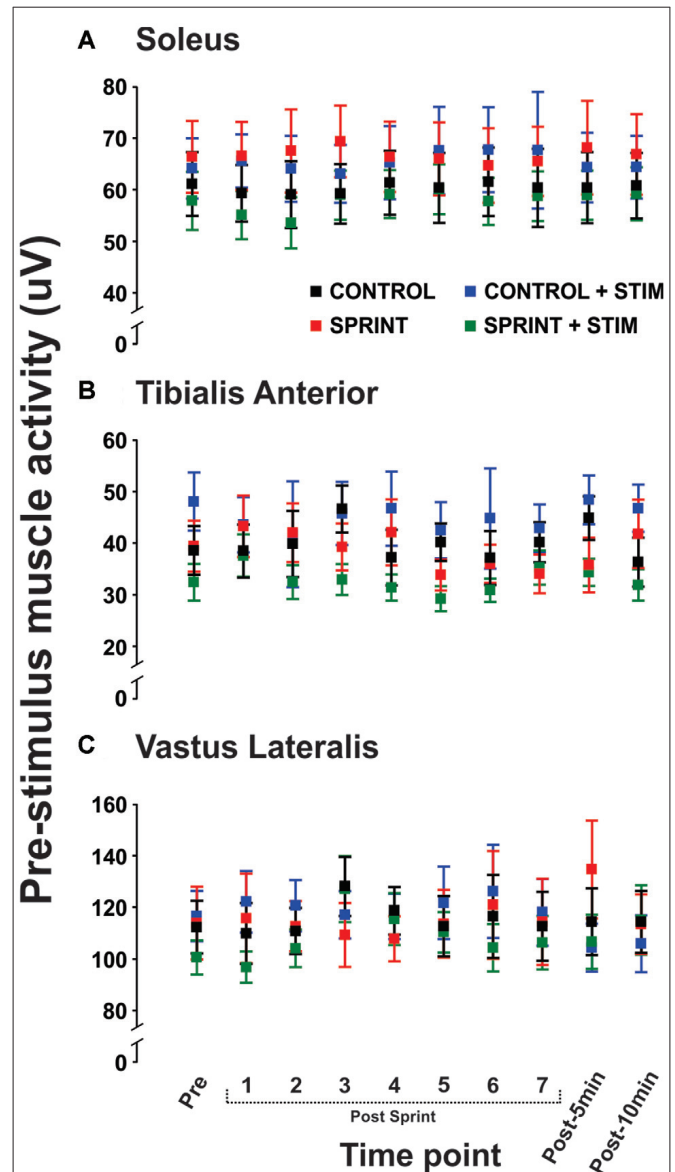 Pre-stimulus muscle activity (uV)
A Soleus
80
70
60
50
40
0
CONTROL CONTROL + STIM
SPRINT SPRINT + STIM
B Tibialis Anterior
60
50
40
30
20
0
C Vastus Lateralis
160
140
120
100
80
0
Pre 1 2 3 4 5 6 7 Post-5min Post-10min
Post Sprint
Time point